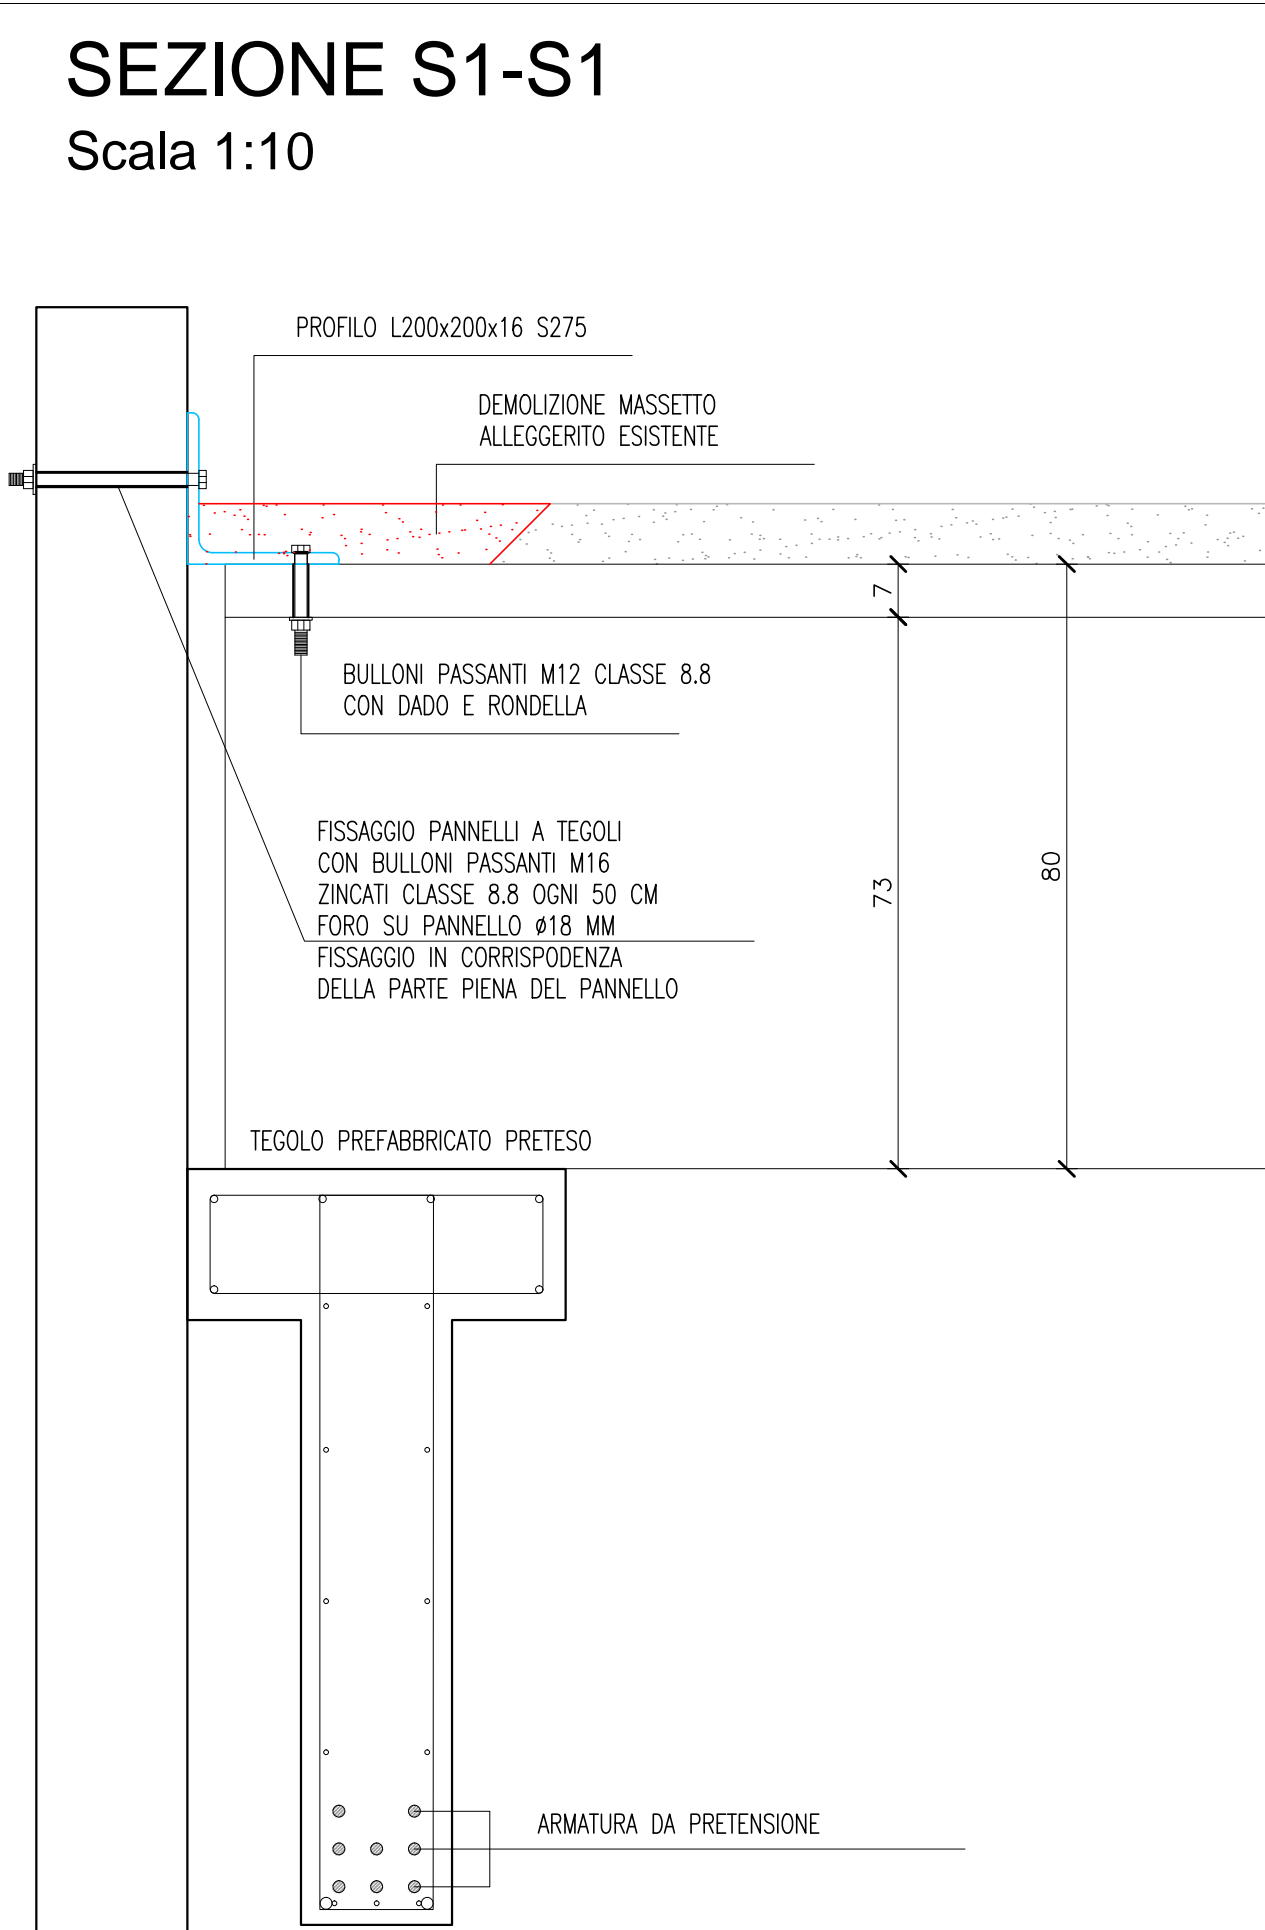 SEZIONE S1-S1
Scala 1:10
PROFILO L200x200x16 S275
DEMOLIZIONE MASSETTO
ALLEGGERITO ESISTENTE
7
BULLONI PASSANTI M12 CLASSE 8.8
CON DADO E RONDELLA
FISSAGGIO PANNELLI A TEGOLI
CON BULLONI PASSANTI M16
ZINCATI CLASSE 8.8 OGNI 50 CM
FORO SU PANNELLO ø18 MM
FISSAGGIO IN CORRISPODENZA
DELLA PARTE PIENA DEL PANNELLO
73
80
TEGOLO PREFABBRICATO PRETESO
ARMATURA DA PRETENSIONE